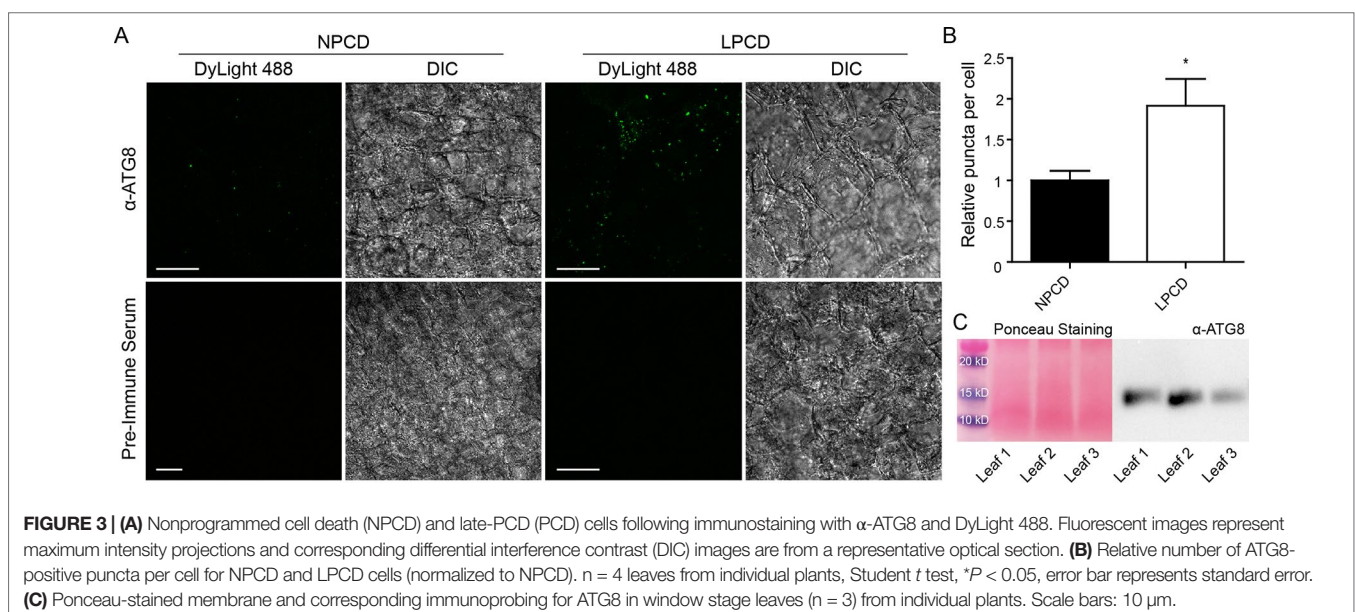 A
NPCD
LPCD
DyLight 488
DIC
DyLight 488
DIC
α-ATG8
Pre-Immune Serum
B
Relative puncta per cell
2.5
2
1.5
1
0.5
0
*
NPCD
LPCD
C
Ponceau Staining
α-ATG8
20 kD
15 kD
10 kD
Leaf 1
Leaf 2
Leaf 3
Leaf 1
Leaf 2
Leaf 3
FIGURE 3 | (A) Nonprogrammed cell death (NPCD) and late-PCD (PCD) cells following immunostaining with α-ATG8 and DyLight 488. Fluorescent images represent
maximum intensity projections and corresponding differential interference contrast (DIC) images are from a representative optical section. (B) Relative number of ATG8-
positive puncta per cell for NPCD and LPCD cells (normalized to NPCD). n = 4 leaves from individual plants, Student t test, *P < 0.05, error bar represents standard error.
(C) Ponceau-stained membrane and corresponding immunoprobing for ATG8 in window stage leaves (n = 3) from individual plants. Scale bars: 10 μm.